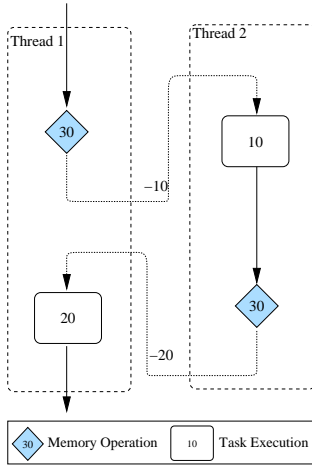 Thread 1
Thread 2
30
10
–10
20
30
–20
30 Memory Operation 10 Task Execution